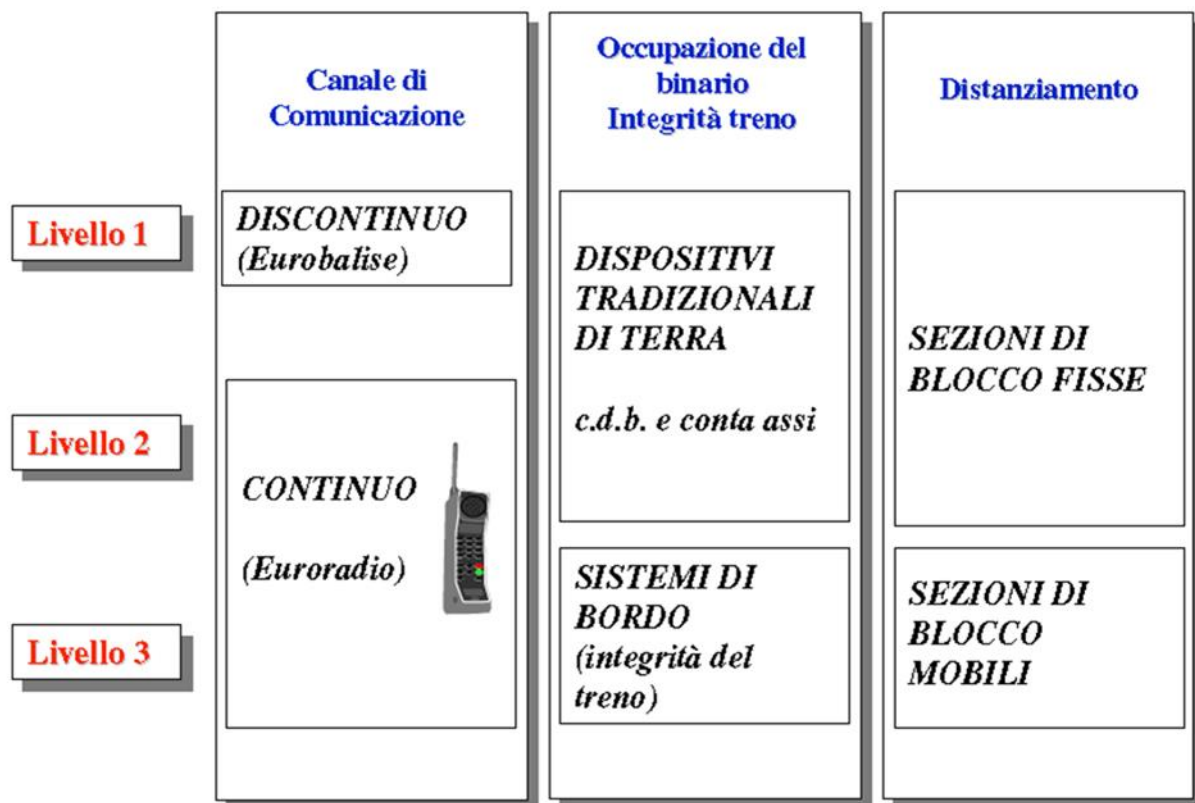 Canale di
Comunicazione
Occupazione del
binario
Integrità treno
Distanziamento
Livello 1
DISCONTINUO
(Eurobalise)
DISPOSITIVI
TRADIZIONALI
DI TERRA
c.d.b. e conta assi
SEZIONI DI
BLOCCO FISSE
Livello 2
CONTINUO
(Euroradio)
Livello 3
SISTEMI DI
BORDO
(integrità del
treno)
SEZIONI DI
BLOCCO
MOBILI